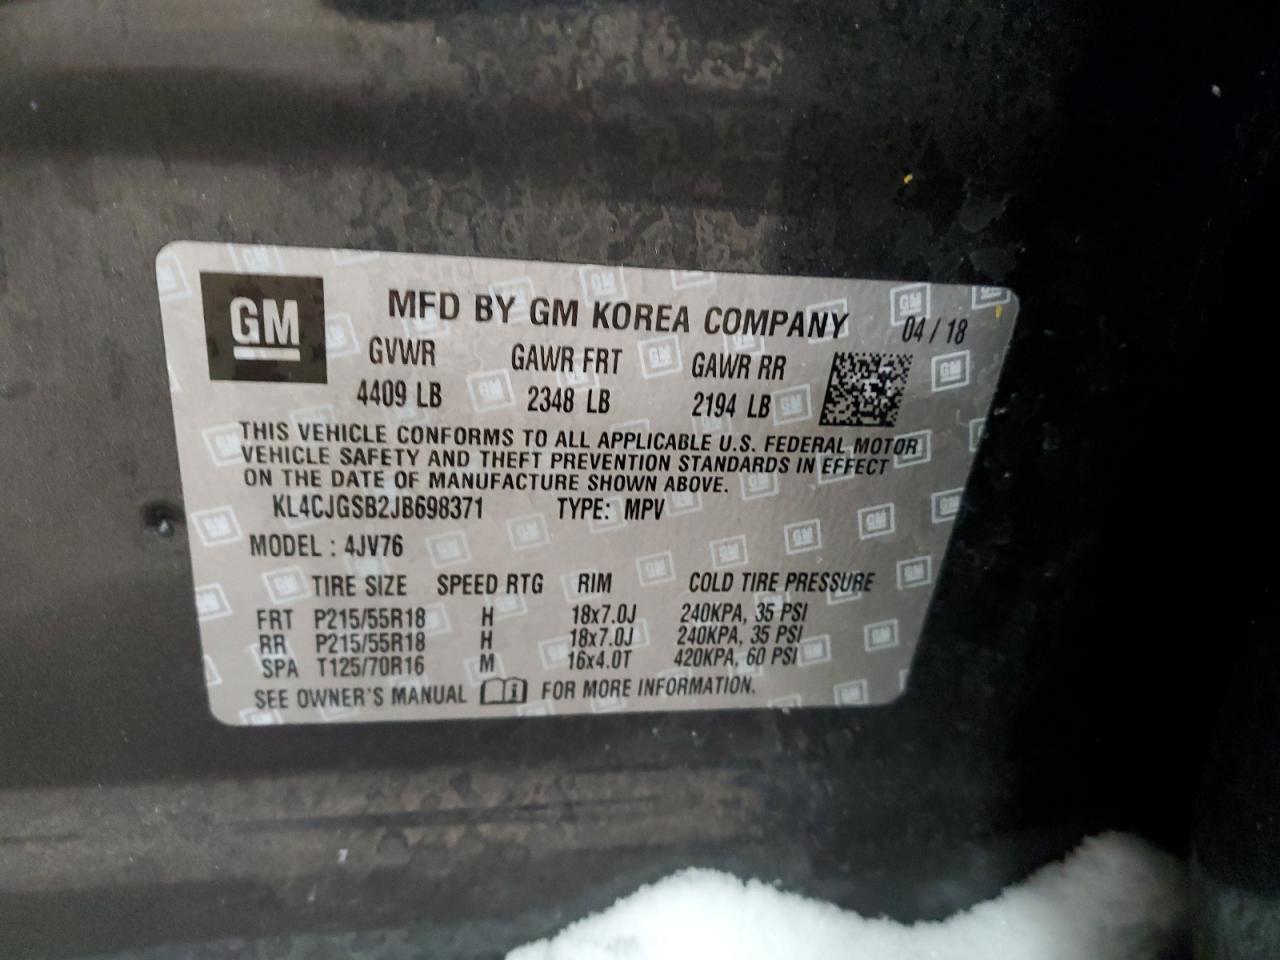 GM
MFD BY GM KOREA COMPANY 04 / 18
GVWR GAWR FRT GAWR RR
4409 LB 2348 LB 2194 LB
THIS VEHICLE CONFORMS TO ALL APPLICABLE U.S. FEDERAL MOTOR
VEHICLE SAFETY AND THEFT PREVENTION STANDARDS IN EFFECT
ON THE DATE OF MANUFACTURE SHOWN ABOVE.
KL4CJGSB2JB698371 TYPE: MPV
MODEL : 4JV76
TIRE SIZE SPEED RTG RIM COLD TIRE PRESSURE
FRT P215/55R18 H 18x7.0J 240KPA, 35 PSI
RR P215/55R18 H 18x7.0J 240KPA, 35 PSI
SPA T125/70R16 M 16x4.0T 420KPA, 60 PSI
SEE OWNER'S MANUAL i FOR MORE INFORMATION.